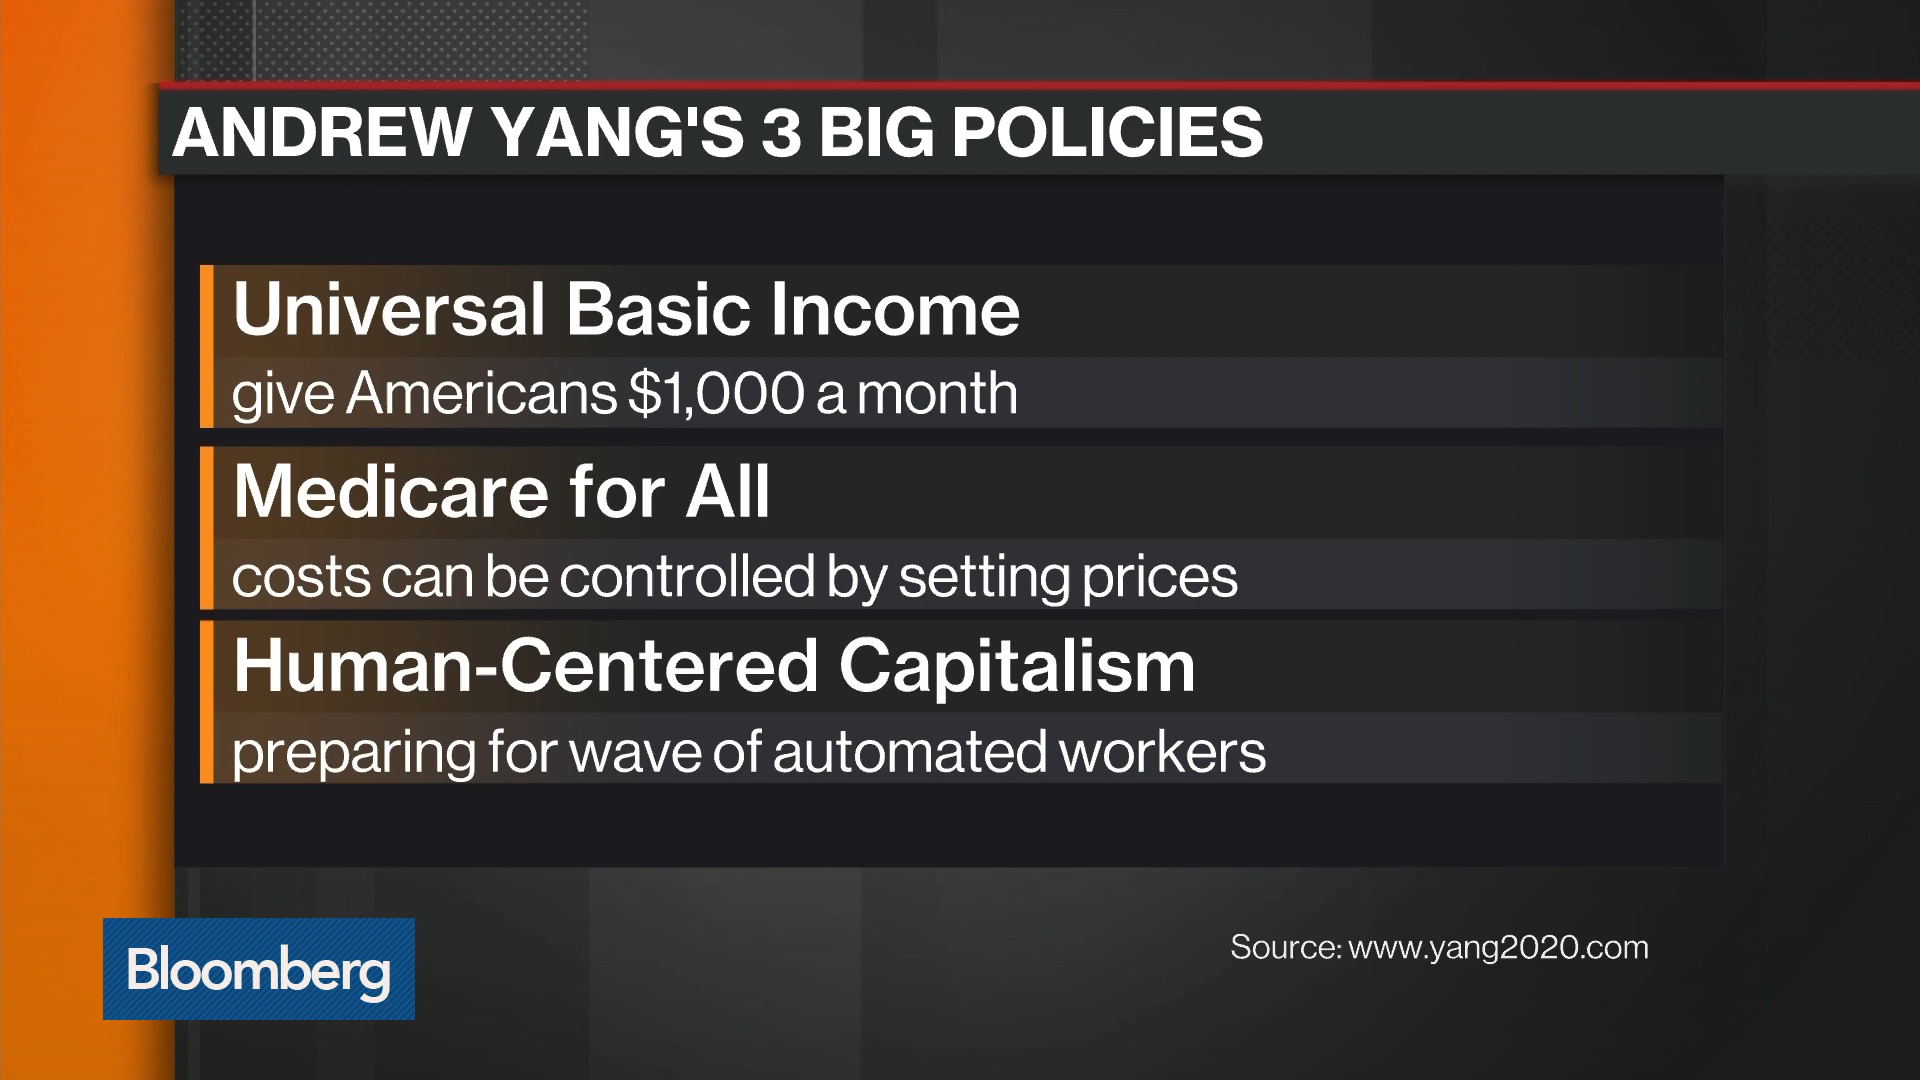 ANDREW YANG'S 3 BIG POLICIES
Universal Basic Income
give Americans $1,000 a month
Medicare for All
costs can be controlled by setting prices
Human-Centered Capitalism
preparing for wave of automated workers
Bloomberg
Source: www.yang2020.com